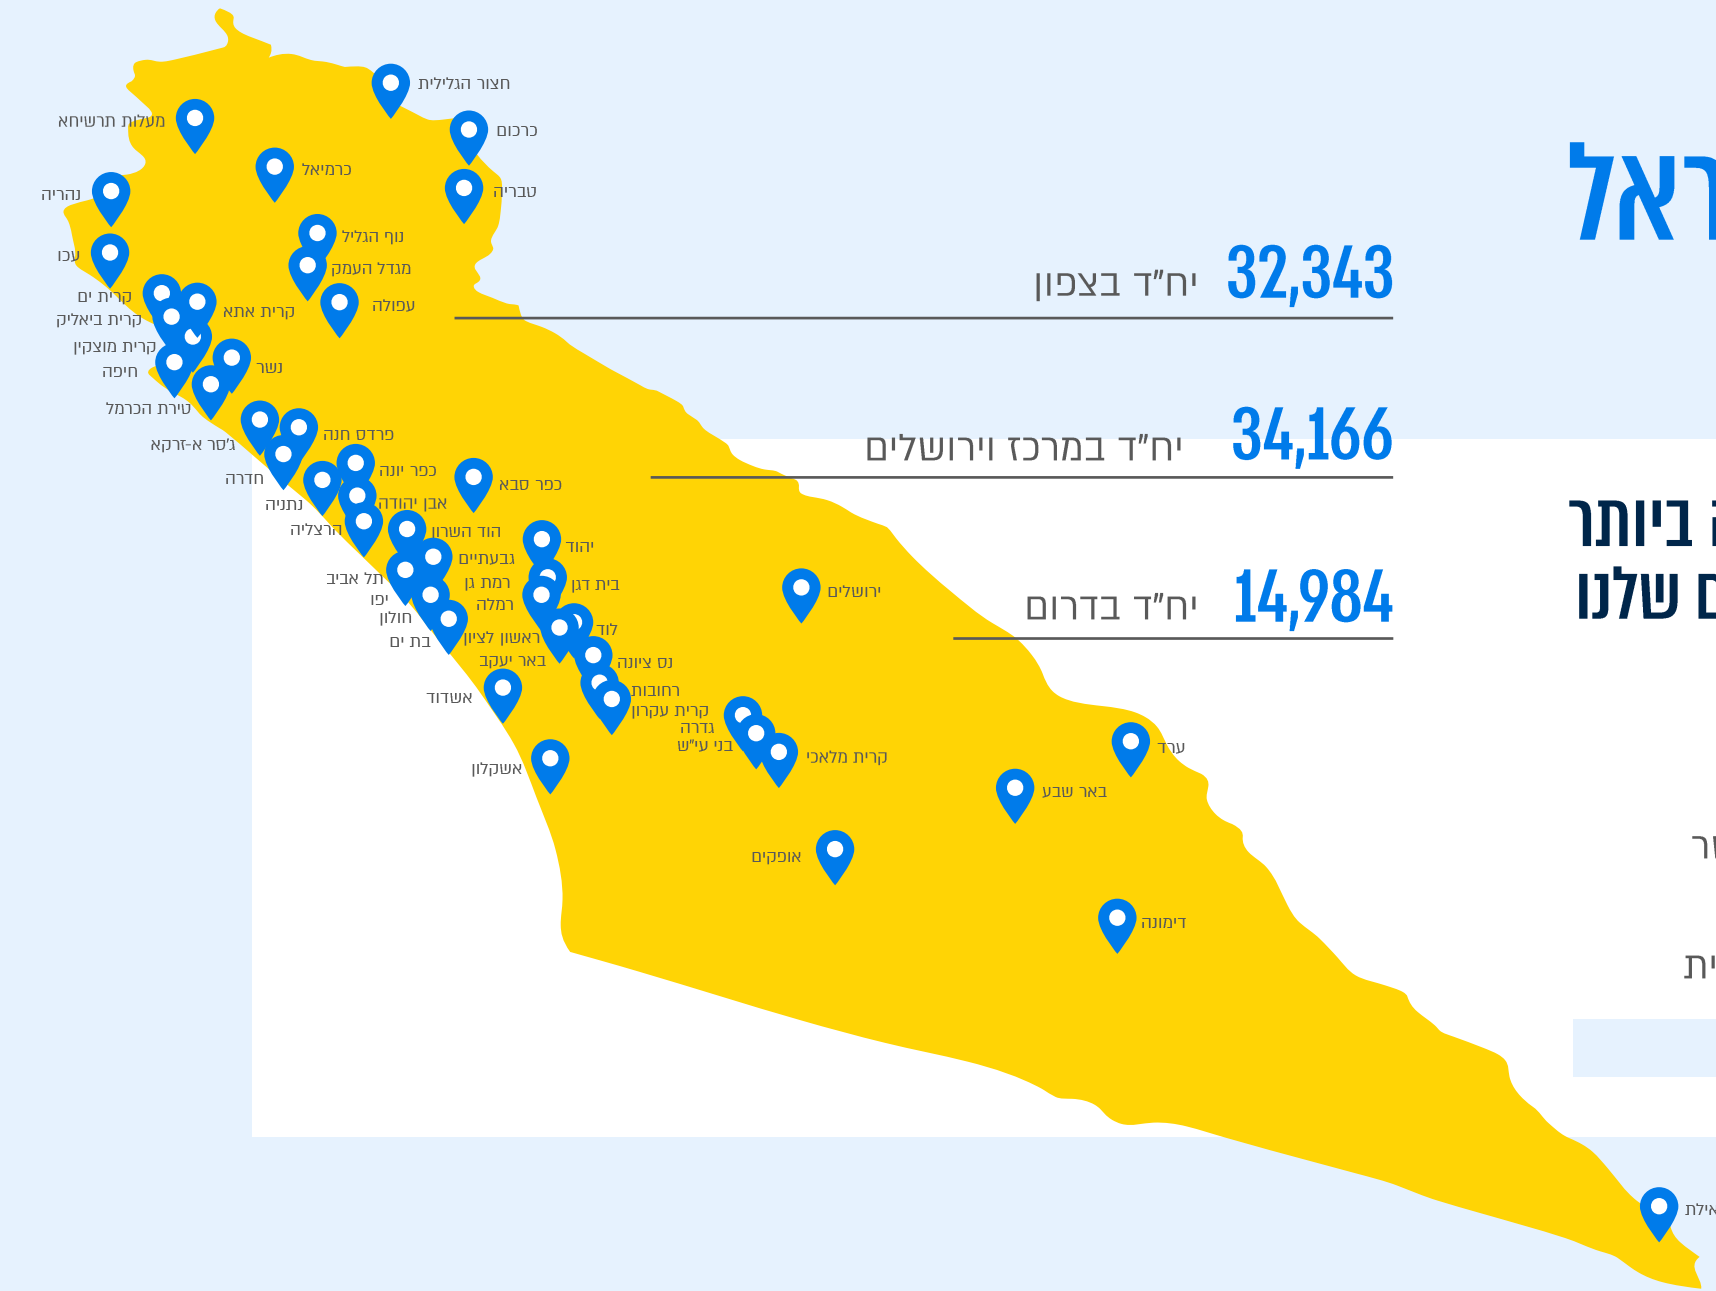 חצור הגלילית
מעלות תרשיחא
כרכום
כרמיאל
טבריה
נהריה
נוף הגליל
עכו
מגדל העמק
קרית ים
עפולה
קרית אתא
קרית ביאליק
קרית מוצקין
נשר
חיפה
טירת הכרמל
פרדס חנה
ג'סר א-זרקא
כפר יונה
חדרה
כפר סבא
אבן יהודה
נתניה
הרצליה
הוד השרון
יהוד
גבעתיים
תל אביב
רמת גן
בית דגן
יפו
רמלה
חולון
לוד
ראשון לציון
בת ים
באר יעקב
נס ציונה
רחובות
אשדוד
קרית עקרון
גדרה
בני עי"ש
קרית מלאכי
אשקלון
ירושלים
ערד
באר שבע
אופקים
דימונה
אילת
32,343 יח"ד בצפון
34,166 יח"ד במרכז וירושלים
14,984 יח"ד בדרום
ראל
ביותר
שלנו